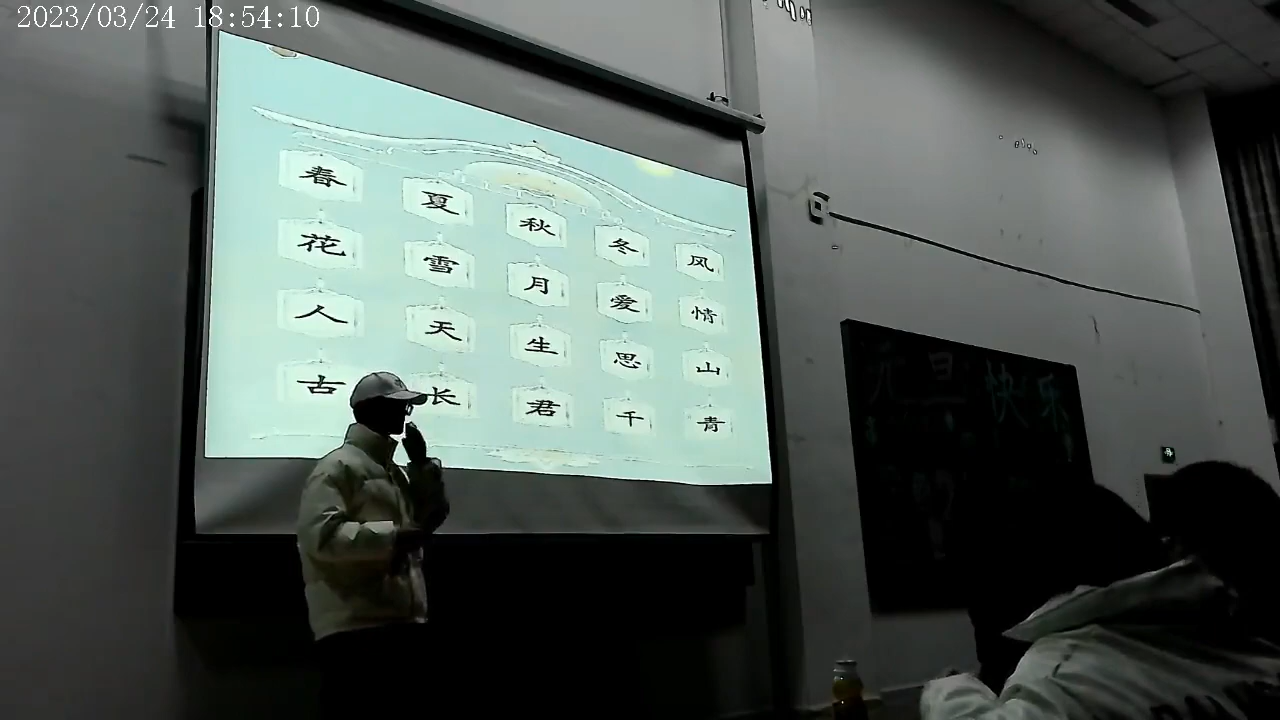 2023/03/24 18:54:10
春 夏 秋 冬 风
花 雪 月 爱 情
人 天 生 思 山
古 长 君 千 青
元旦快乐